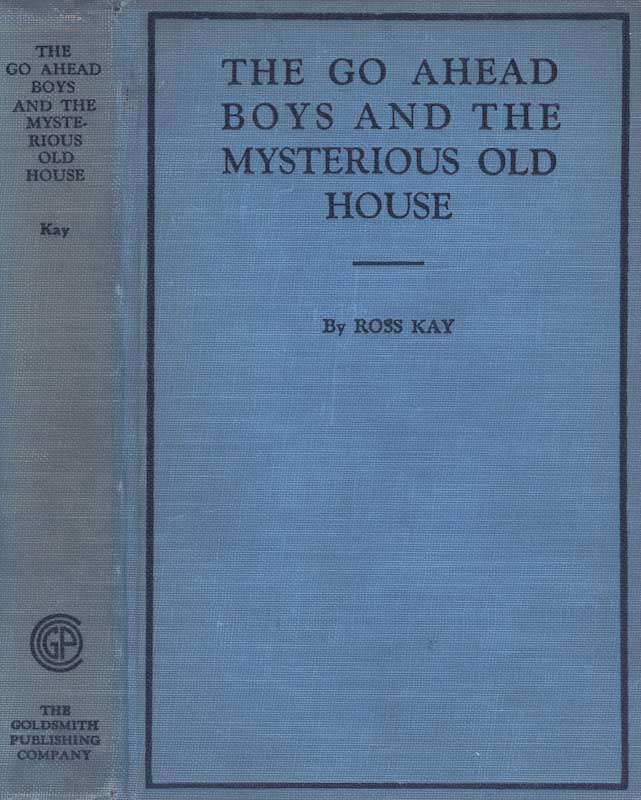 THE
GO AHEAD
BOYS
AND THE
MYSTE-
RIOUS
OLD
HOUSE
Kay
GPC
THE
GOLDSMITH
PUBLISHING
COMPANY
THE GO AHEAD
BOYS AND THE
MYSTERIOUS OLD
HOUSE
By ROSS KAY